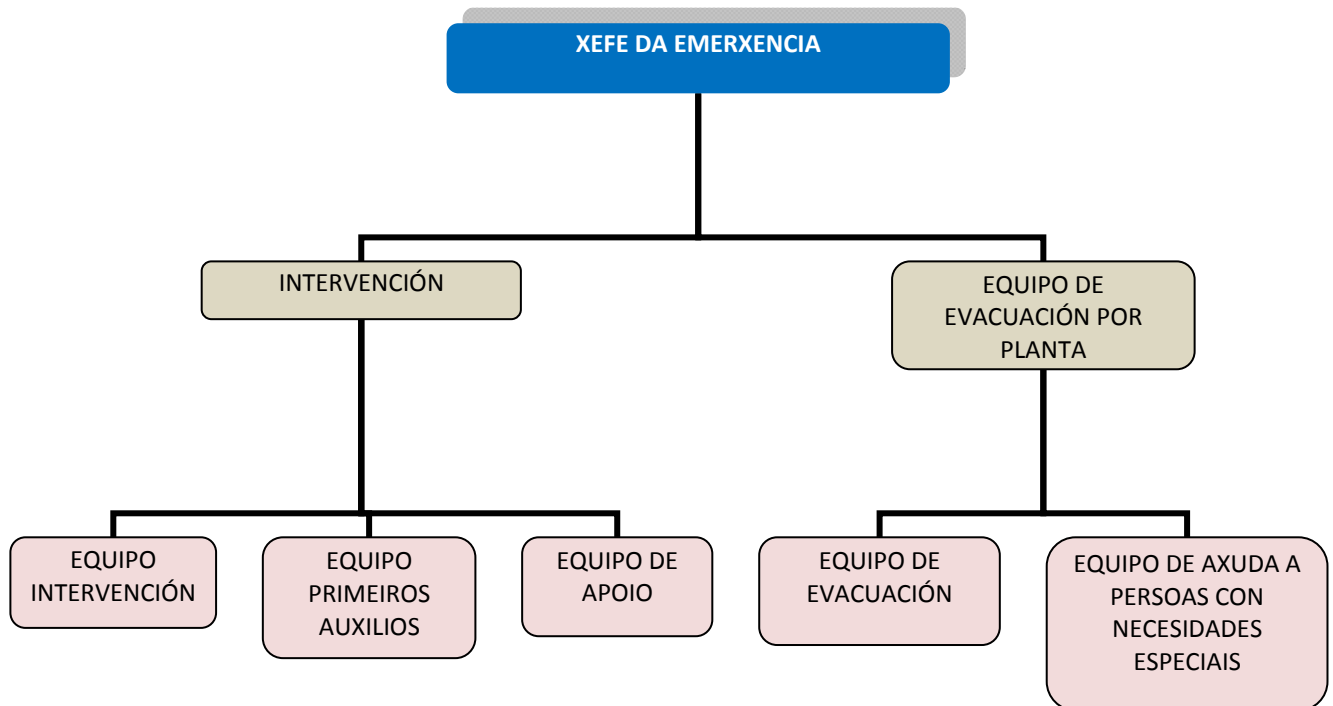 XEFE DA EMERXENCIA
INTERVENCIÓN
EQUIPO DE
EVACUACIÓN POR
PLANTA
EQUIPO
INTERVENCIÓN
EQUIPO
PRIMEIROS
AUXILIOS
EQUIPO DE
APOIO
EQUIPO DE
EVACUACIÓN
EQUIPO DE AXUDA A
PERSOAS CON
NECESIDADES
ESPECIAIS